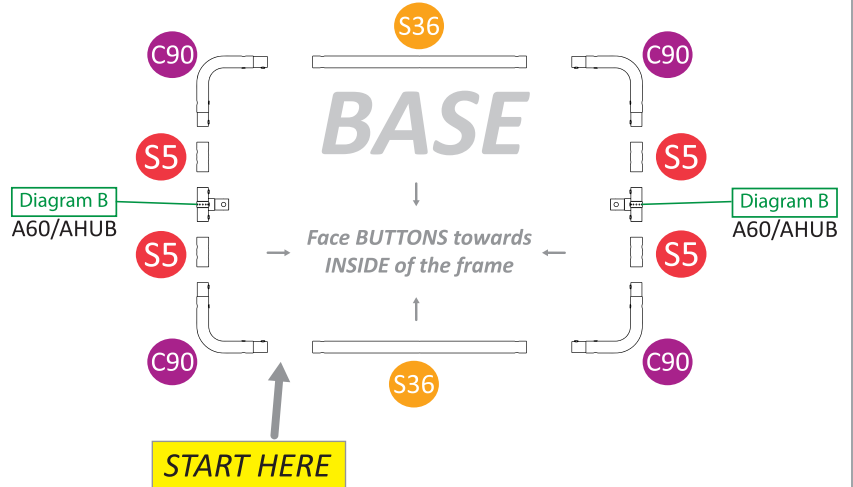 S36
C90
C90
BASE
S5
S5
Diagram B
A60/AHUB
Diagram B
A60/AHUB
Face BUTTONS towards
INSIDE of the frame
S5
S5
C90
C90
S36
START HERE